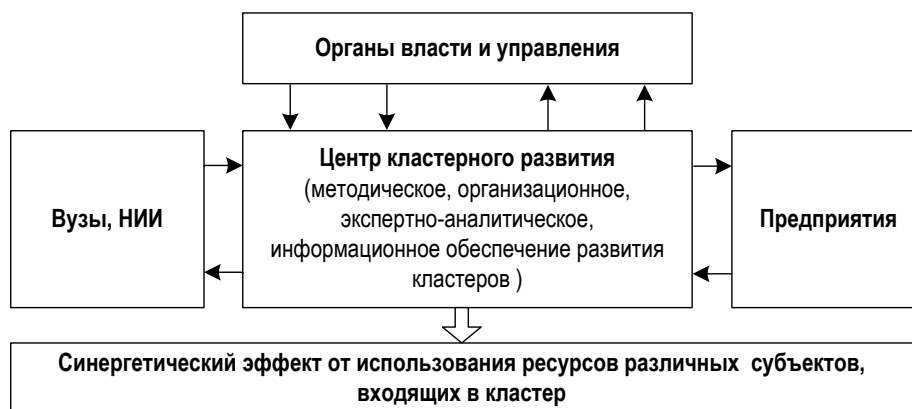 Органы власти и управления
Вузы, НИИ
Центр кластерного развития
(методическое, организационное,
экспертно-аналитическое,
информационное обеспечение развития
кластеров )
Предприятия
Синергетический эффект от использования ресурсов различных субъектов,
входящих в кластер